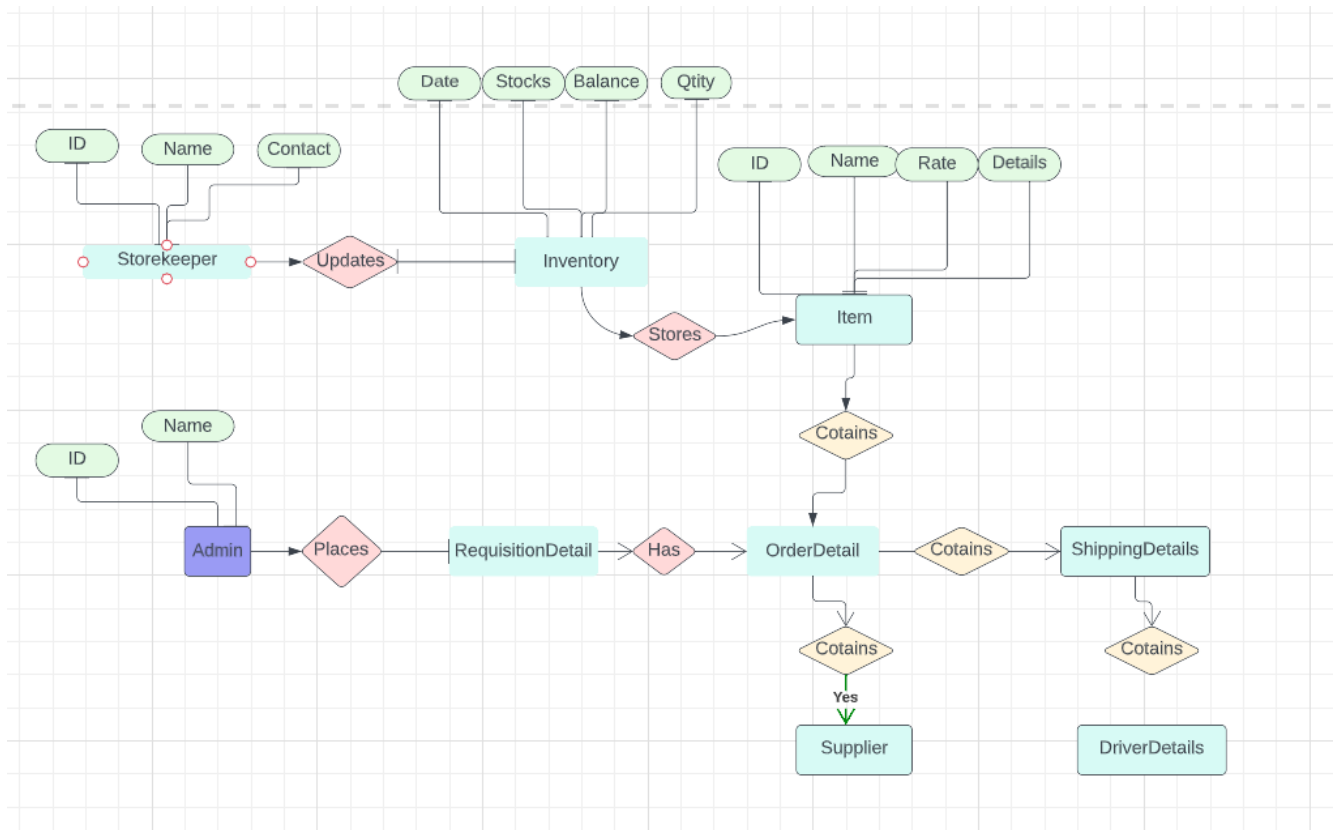 Date
Stocks
Balance
Qtity
ID
Name
Contact
ID
Name
Rate
Details
Storekeeper
Updates
Inventory
Item
Stores
Name
ID
Cotains
Admin
Places
RequisitionDetail
Has
OrderDetail
Cotains
ShippingDetails
Cotains
Cotains
Yes
Supplier
DriverDetails